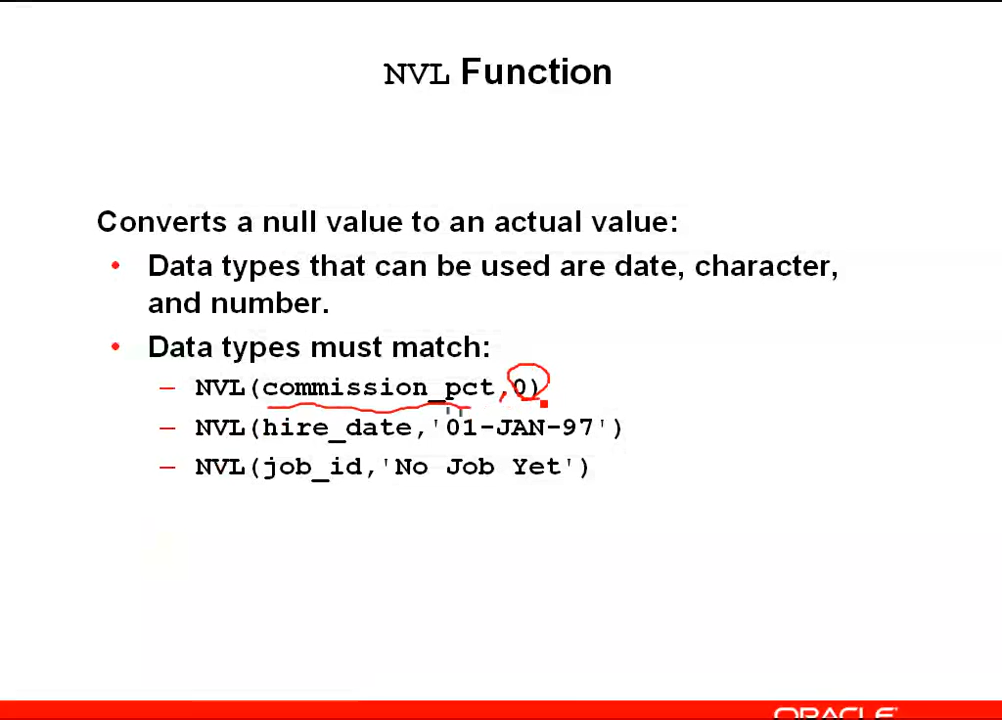 NVL Function
Converts a null value to an actual value:
• Data types that can be used are date, character,
and number.
• Data types must match:
– NVL(commission_pct,0)
– NVL(hire_date,'01-JAN-97')
– NVL(job_id,'No Job Yet')
ORACLE